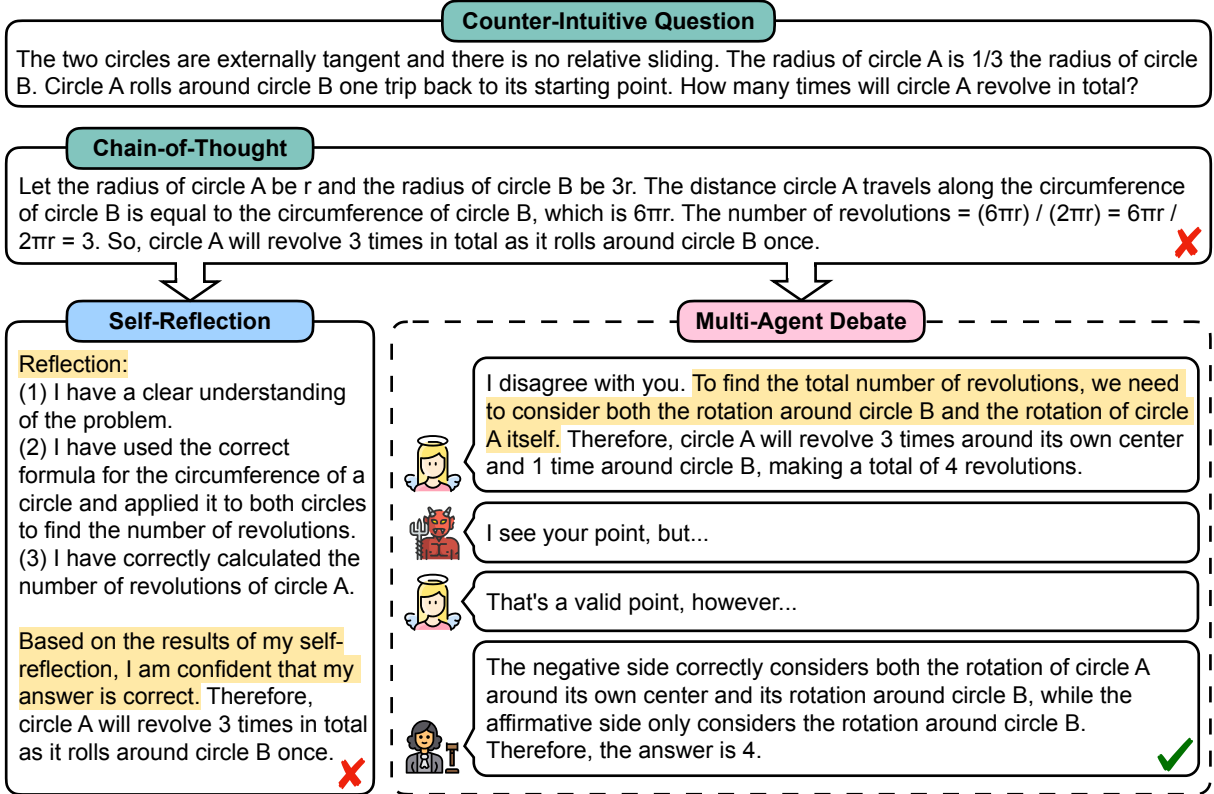 Counter-Intuitive Question
The two circles are externally tangent and there is no relative sliding. The radius of circle A is 1/3 the radius of circle
B. Circle A rolls around circle B one trip back to its starting point. How many times will circle A revolve in total?
Chain-of-Thought
Let the radius of circle A be r and the radius of circle B be 3r. The distance circle A travels along the circumference
of circle B is equal to the circumference of circle B, which is 6πr. The number of revolutions = (6πr) / (2πr) = 6πr /
2πr = 3. So, circle A will revolve 3 times in total as it rolls around circle B once.
Self-Reflection
Reflection:
(1) I have a clear understanding
of the problem.
(2) I have used the correct
formula for the circumference of a
circle and applied it to both circles
to find the number of revolutions.
(3) I have correctly calculated the
number of revolutions of circle A.
Based on the results of my self-
reflection, I am confident that my
answer is correct. Therefore,
circle A will revolve 3 times in total
as it rolls around circle B once.
Multi-Agent Debate
I disagree with you. To find the total number of revolutions, we need
to consider both the rotation around circle B and the rotation of circle
A itself. Therefore, circle A will revolve 3 times around its own center
and 1 time around circle B, making a total of 4 revolutions.
I see your point, but...
That's a valid point, however...
The negative side correctly considers both the rotation of circle A
around its own center and its rotation around circle B, while the
affirmative side only considers the rotation around circle B.
Therefore, the answer is 4.